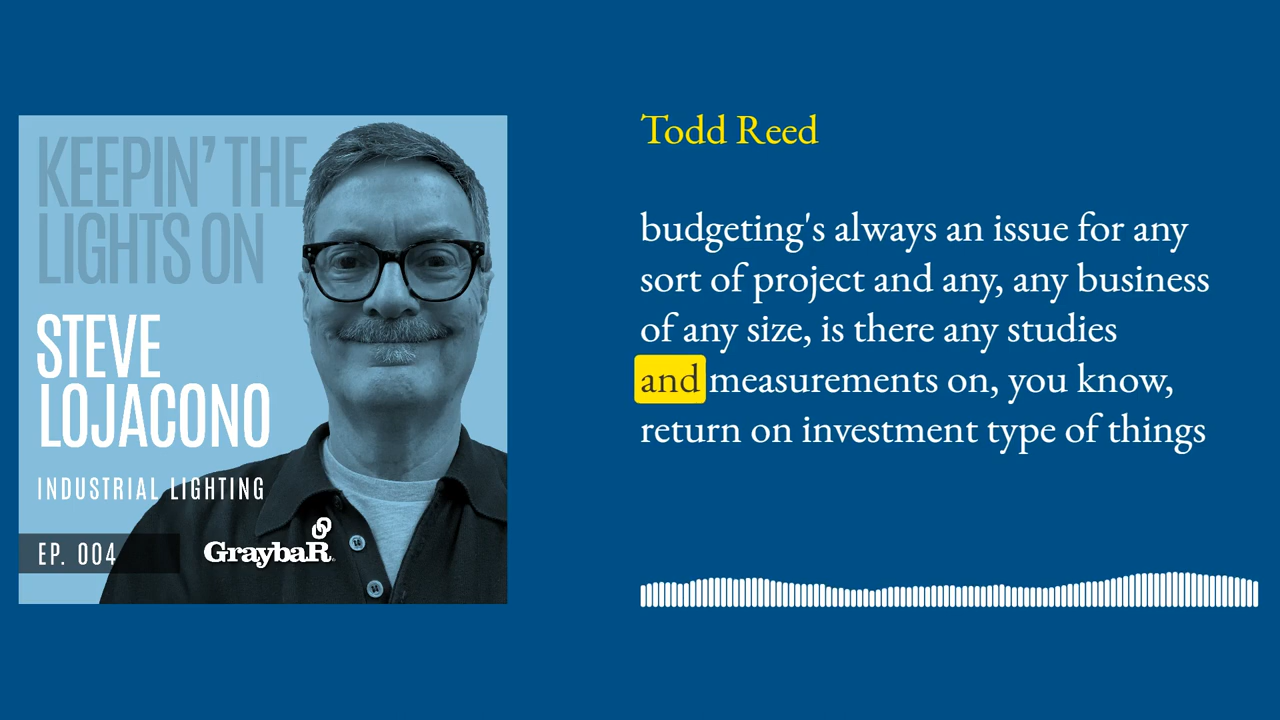 KEEPIN' THE
LIGHTS ON
STEVE
LOJACONO
INDUSTRIAL LIGHTING
EP. 004
GraybaR
Todd Reed
budgeting's always an issue for any
sort of project and any, any business
of any size, is there any studies
and measurements on, you know,
return on investment type of things